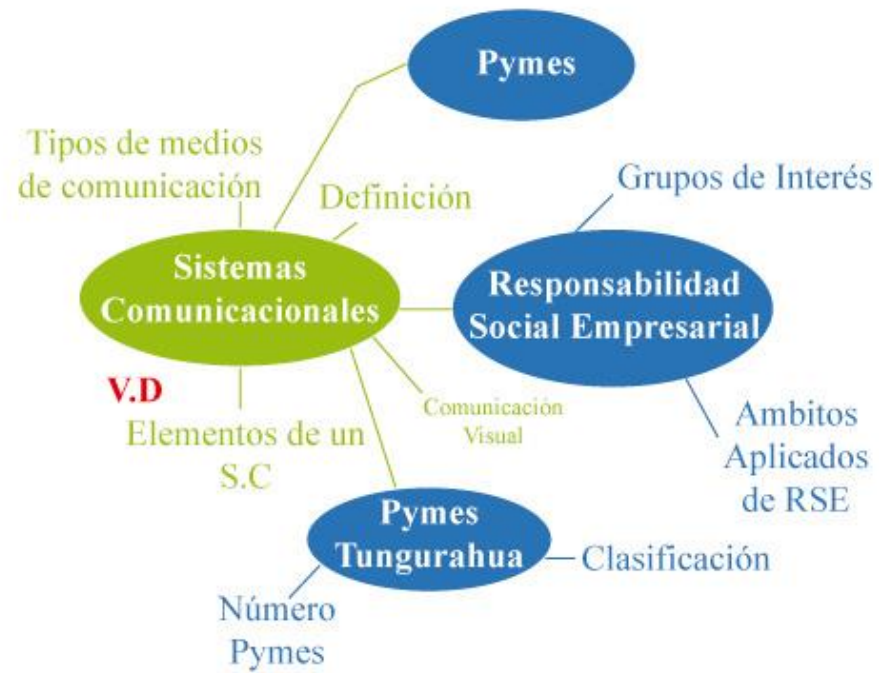 Pymes
Tipos de medios
de comunicación
Definición
Grupos de Interés
Sistemas
Comunicacionales
Responsabilidad
Social Empresarial
V.D
Elementos de un
S.C
Comunicación
Visual
Ambitos
Aplicados
de RSE
Pymes
Tungurahua
Clasificación
Número
Pymes